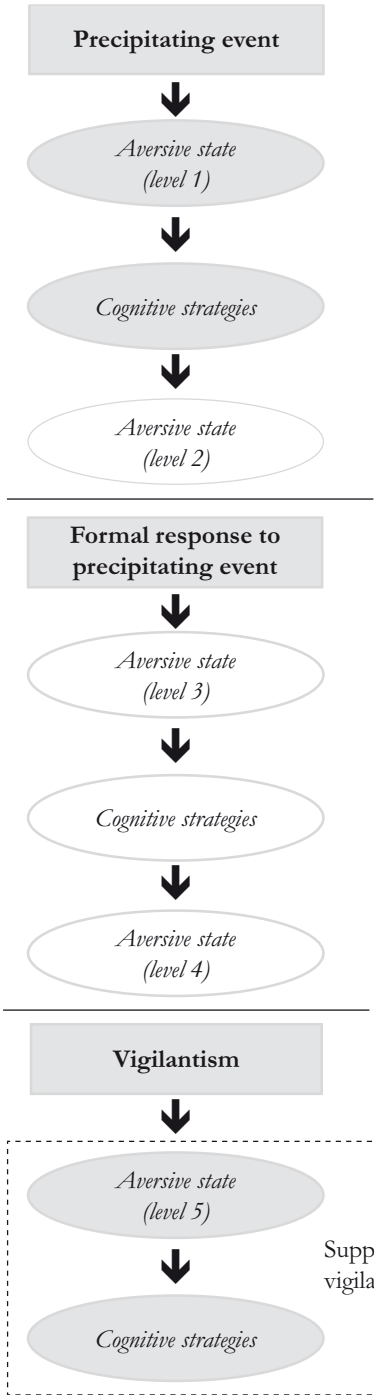 Precipitating event
Aversive state
(level 1)
Cognitive strategies
Aversive state
(level 2)
Formal response to
precipitating event
Aversive state
(level 3)
Cognitive strategies
Aversive state
(level 4)
Vigilantism
Aversive state
(level 5)
Supp
vigila
Cognitive strategies